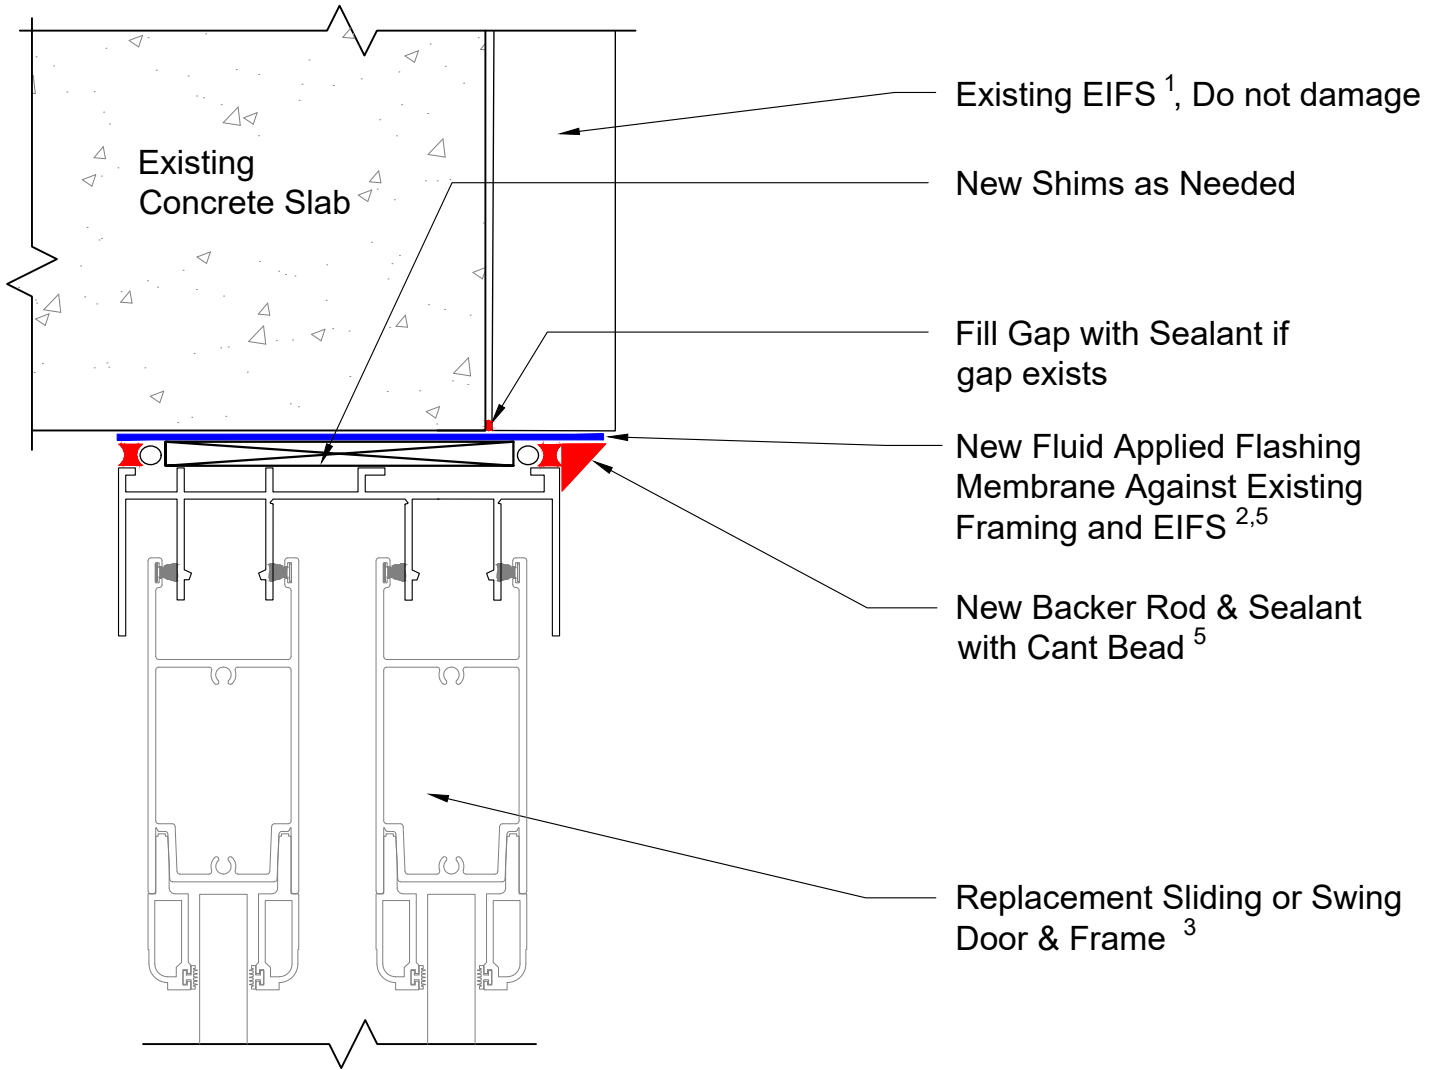 Existing EIFS 1, Do not damage
Existing
Concrete Slab
New Shims as Needed
Fill Gap with Sealant if
gap exists
New Fluid Applied Flashing
Membrane Against Existing
Framing and EIFS 2,5
New Backer Rod & Sealant
with Cant Bead 5
Replacement Sliding or Swing
Door & Frame 3